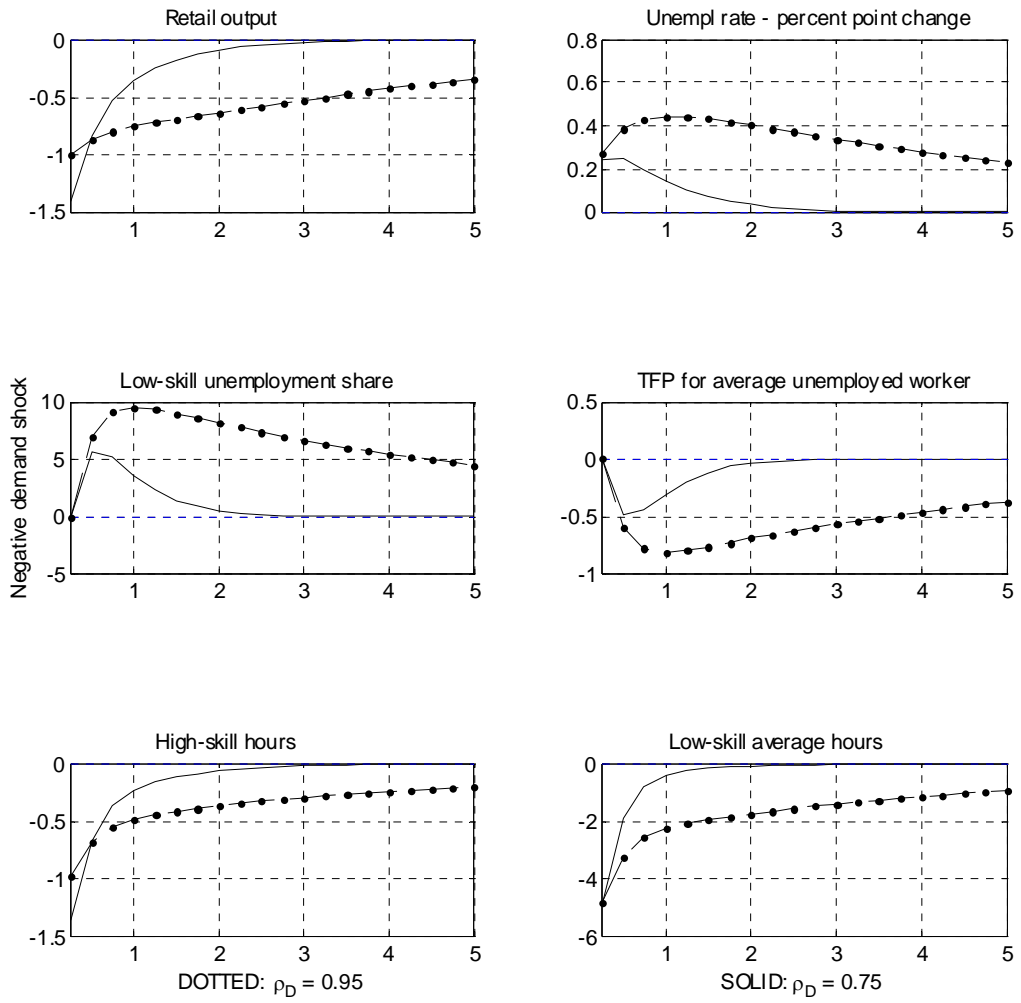 Retail output
0
-0.5
-1
-1.5
1 2 3 4 5
Unempl rate - percent point change
0.8
0.6
0.4
0.2
0
1 2 3 4 5
Negative demand shock
Low-skill unemployment share
10
5
0
-5
1 2 3 4 5
TFP for average unemployed worker
0.5
0
-0.5
-1
1 2 3 4 5
High-skill hours
0
-0.5
-1
-1.5
1 2 3 4 5
DOTTED: ρD = 0.95
Low-skill average hours
0
-2
-4
-6
1 2 3 4 5
SOLID: ρD = 0.75